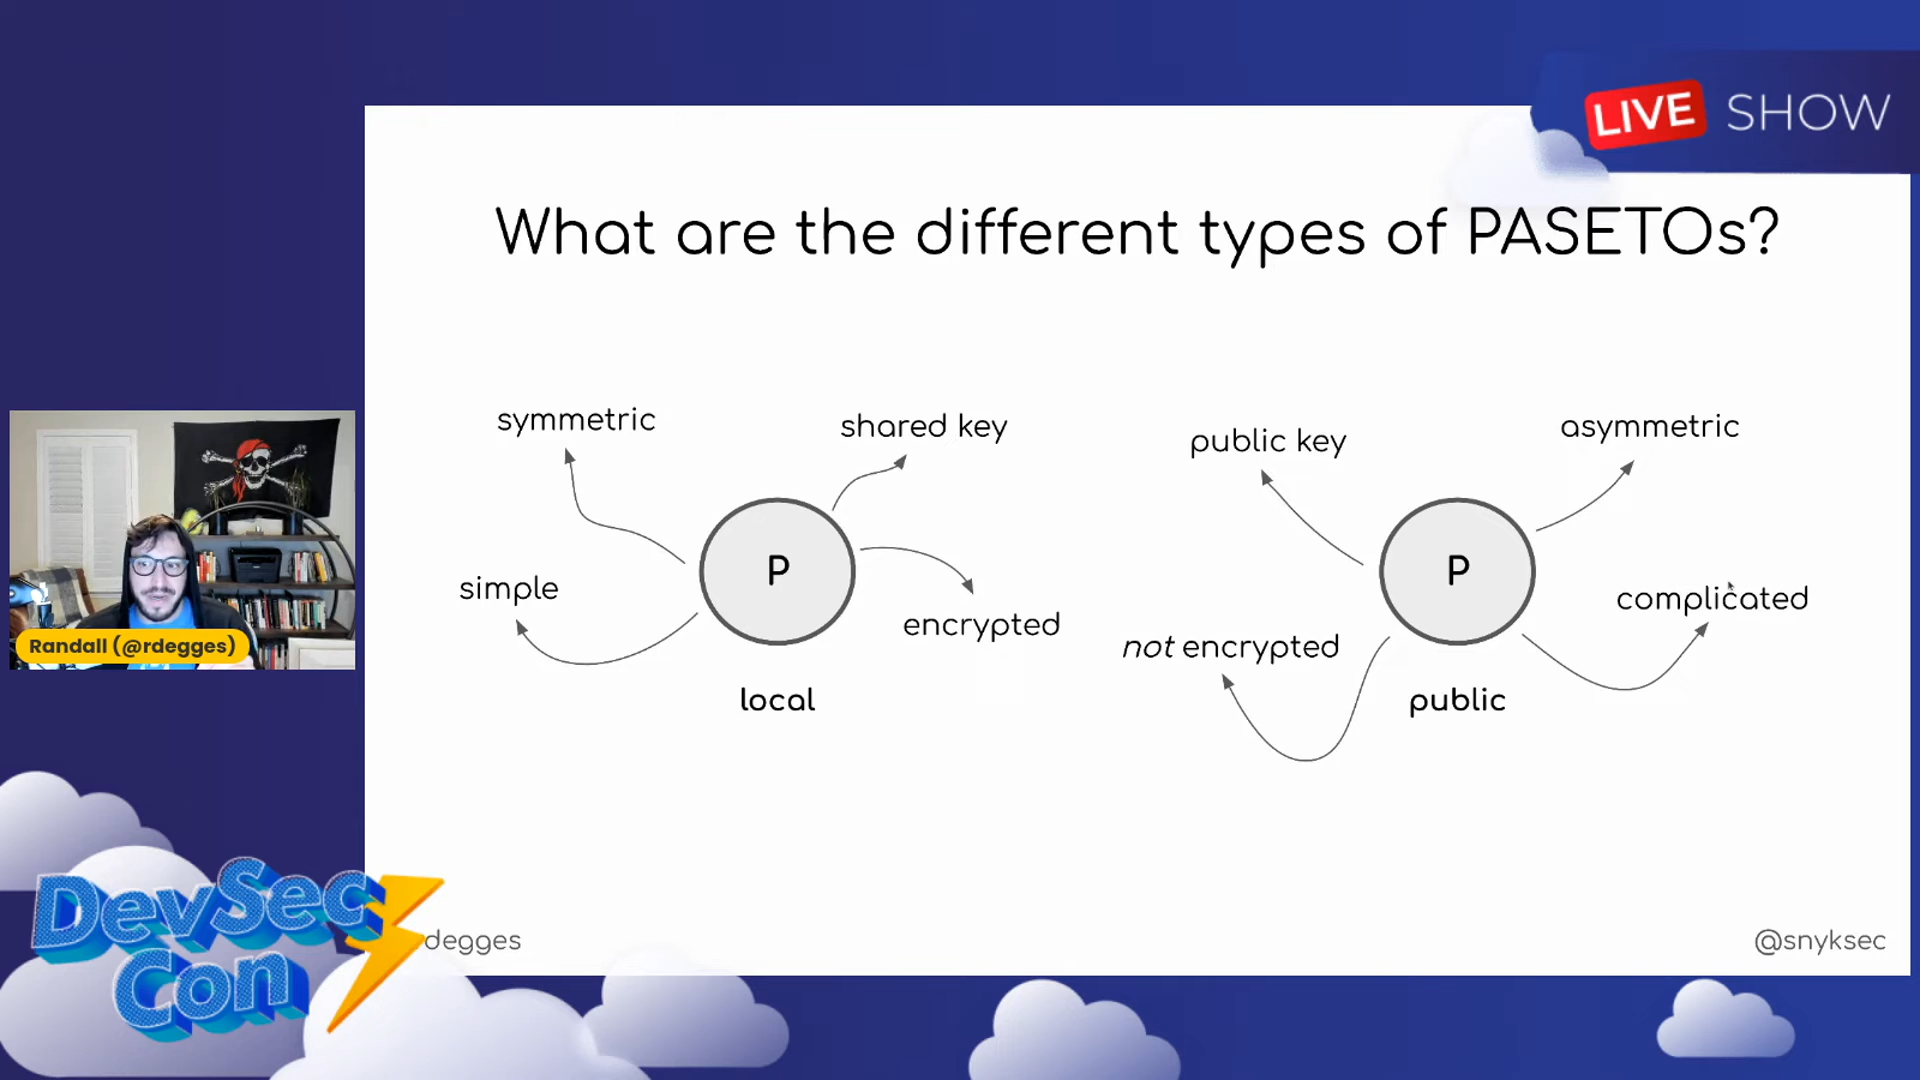 LIVE SHOW
What are the different types of PASETOs?
symmetric
shared key
simple
P
encrypted
local
public key
asymmetric
P
complicated
not encrypted
public
Randall (@rdegges)
DevSec
Con
degges
@snyksec